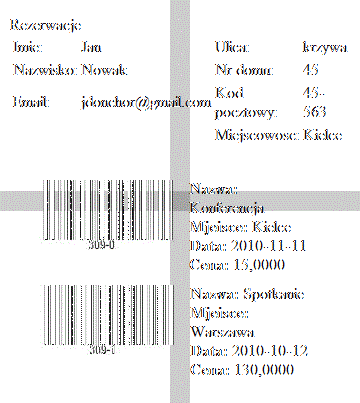 Rezerwacje
Imie: Jan
Nazwisko: Nowak
Email: jdonchor@gmail.com
Ulica: krzywa
Nr domu: 45
Kod pocztowy: 45-563
Miejscowosc: Kielce
309-0
Nazwa:
Konferencja
Mjeisce: Kielce
Data: 2010-11-11
Cena: 15,0000
309-1
Nazwa: Spotkanie
Mjeisce:
Warszawa
Data: 2010-10-12
Cena: 130,0000